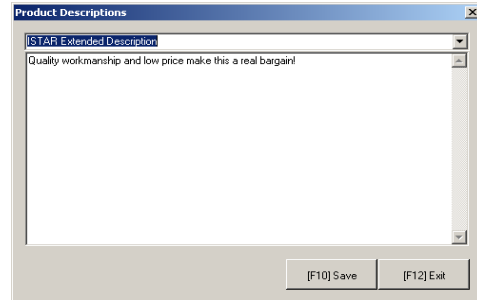 Product Descriptions
ISTAR Extended Description
Quality workmanship and low price make this a real bargain!
[F10] Save
[F12] Exit